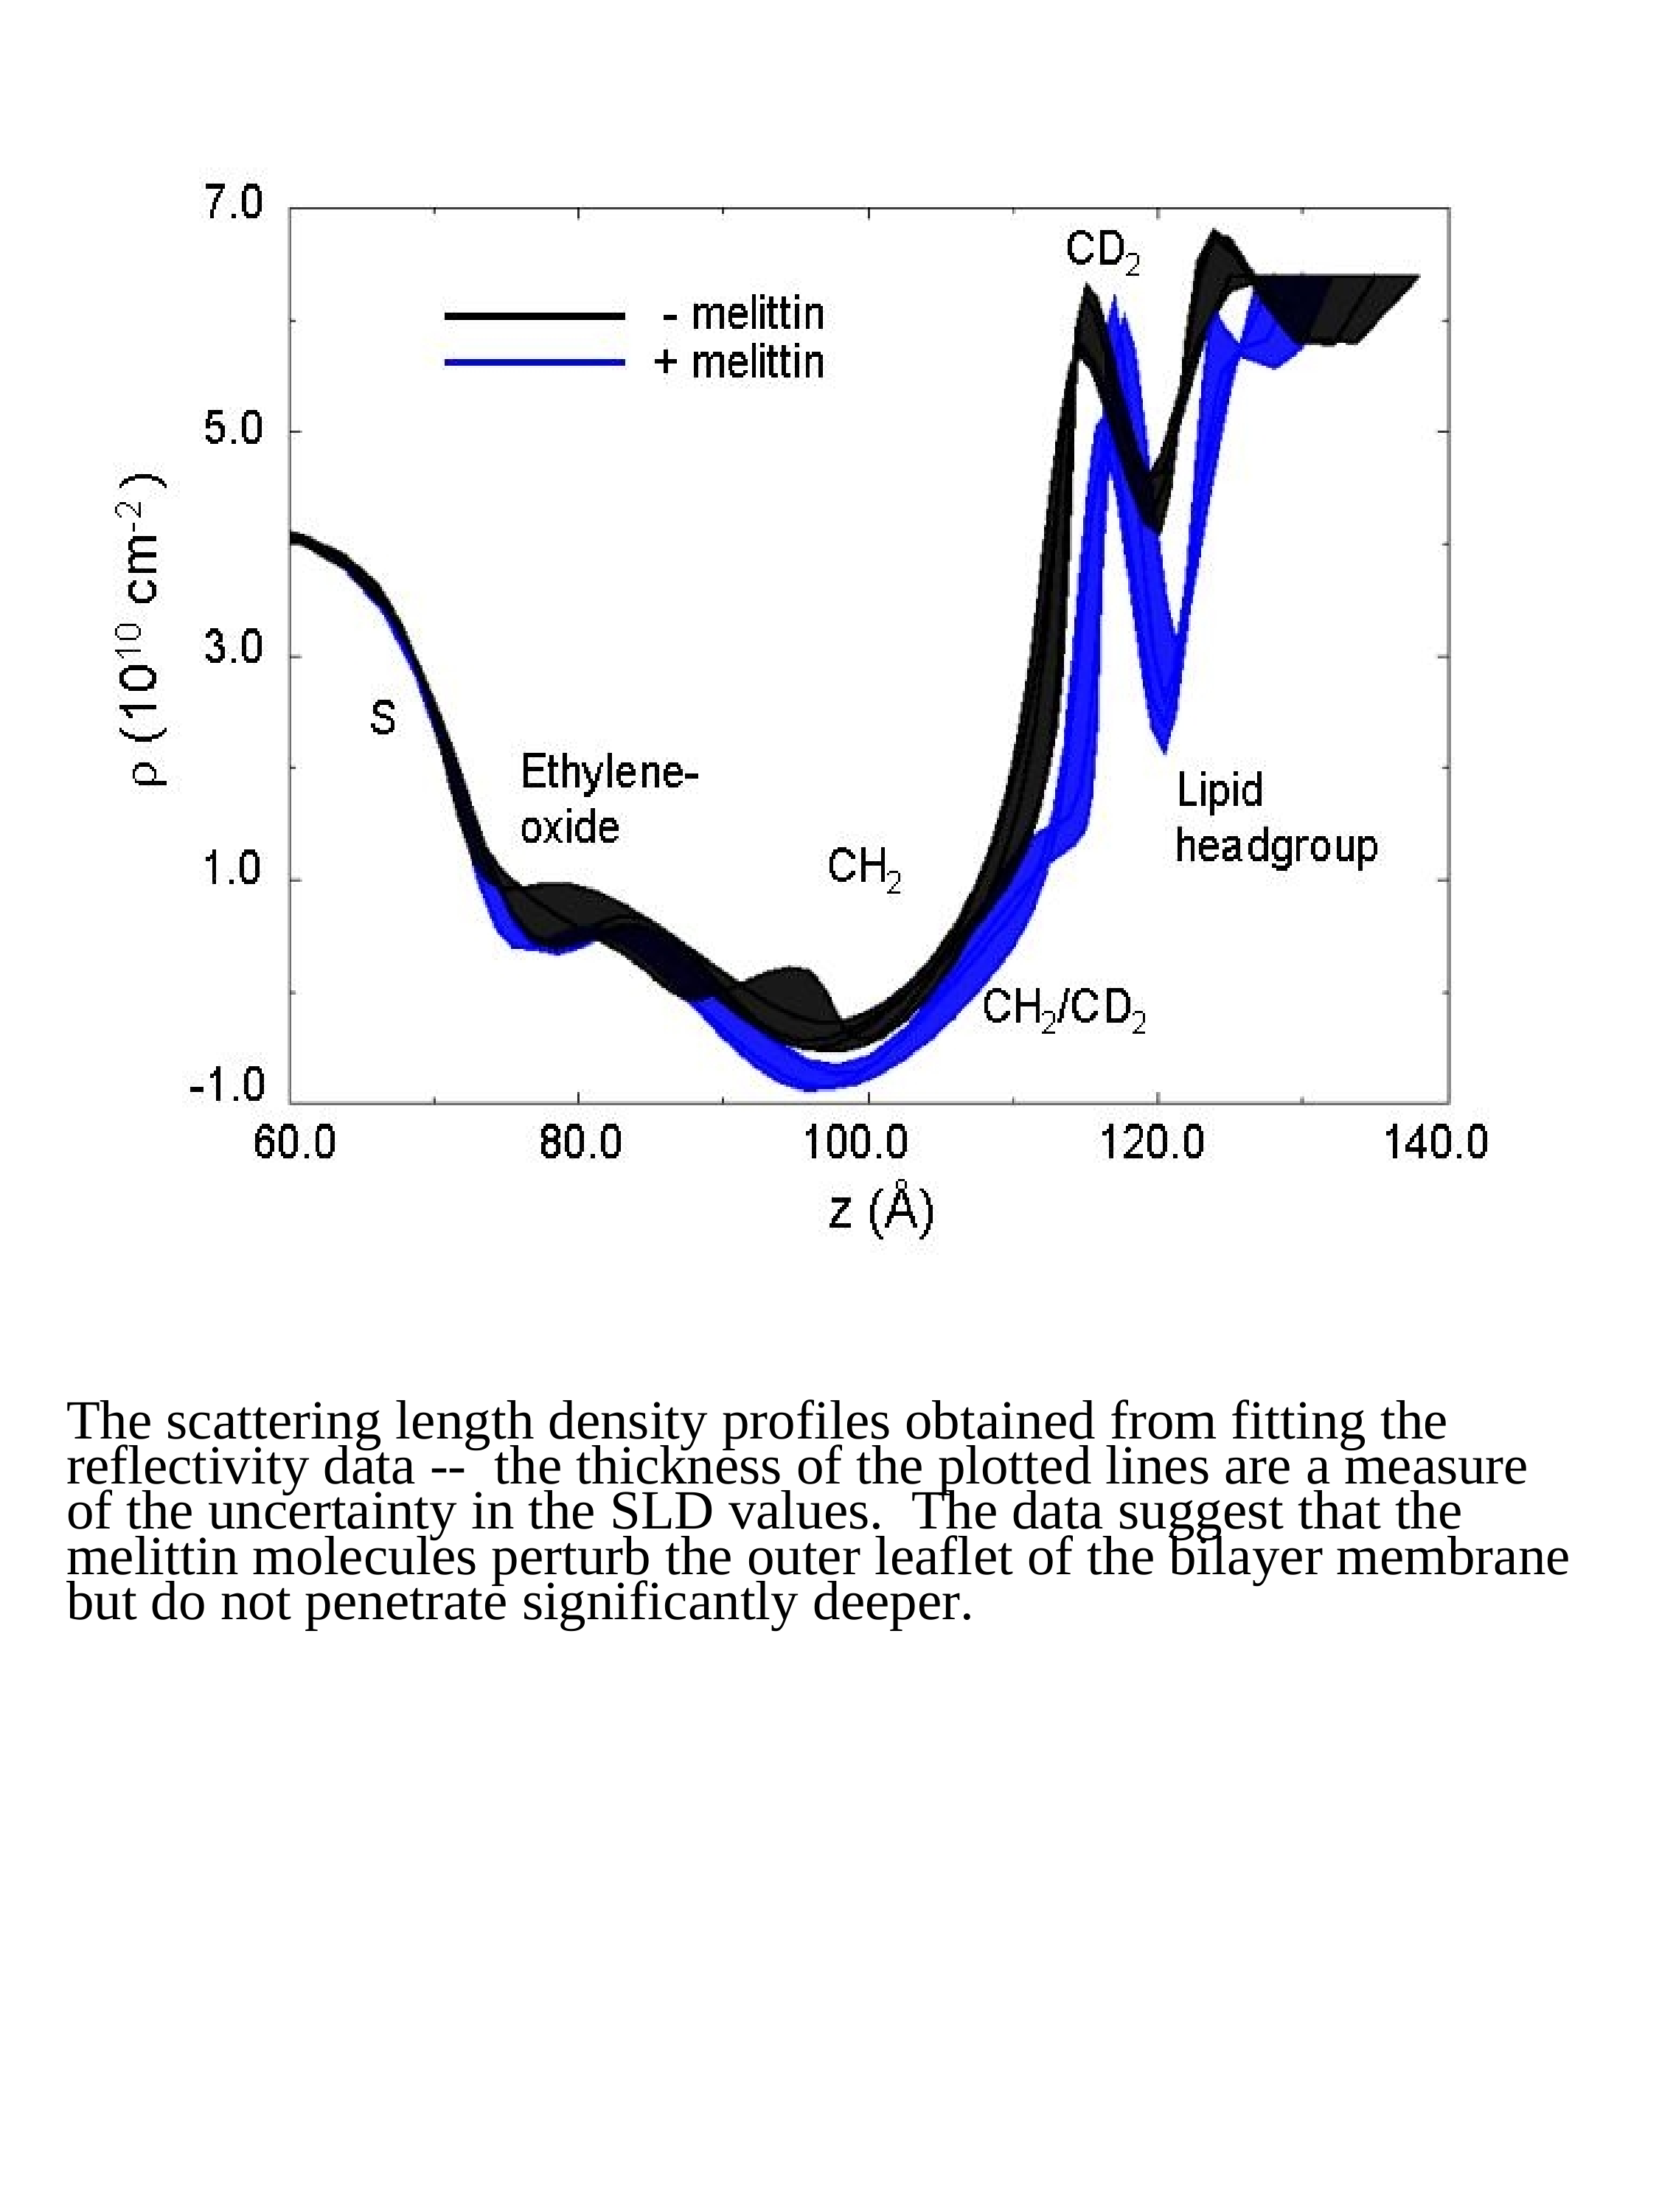 7.0
CD2
- melittin
+ melittin
5.0
ρ (10^10 cm^-2)
3.0
S
Ethylene-
oxide
Lipid
headgroup
1.0
CH2
CH2/CD2
-1.0
60.0 80.0 100.0 120.0 140.0
z (Å)
The scattering length density profiles obtained from fitting the
reflectivity data --  the thickness of the plotted lines are a measure
of the uncertainty in the SLD values.  The data suggest that the
melittin molecules perturb the outer leaflet of the bilayer membrane
but do not penetrate significantly deeper.